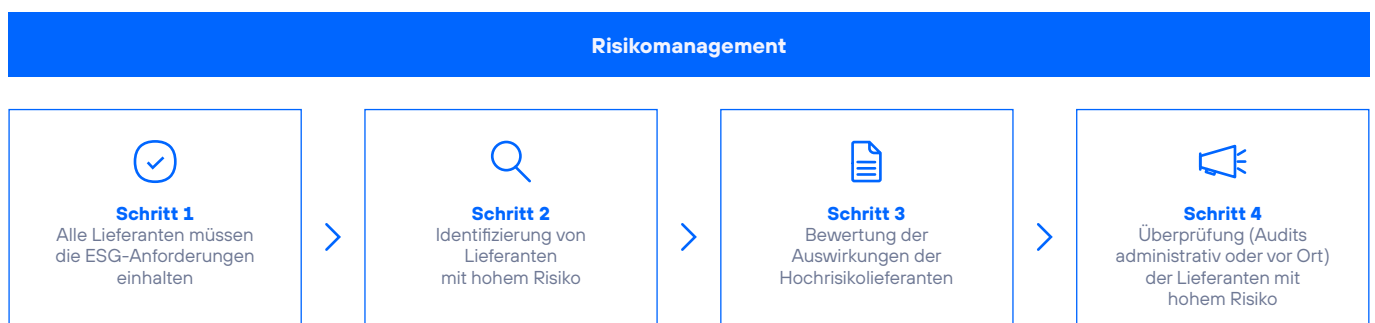 Risikomanagement
Schritt 1
Alle Lieferanten müssen
die ESG-Anforderungen
einhalten
Schritt 2
Identifizierung von
Lieferanten
mit hohem Risiko
Schritt 3
Bewertung der
Auswirkungen der
Hochrisikolieferanten
Schritt 4
Überprüfung (Audits
administrativ oder vor Ort)
der Lieferanten mit
hohem Risiko